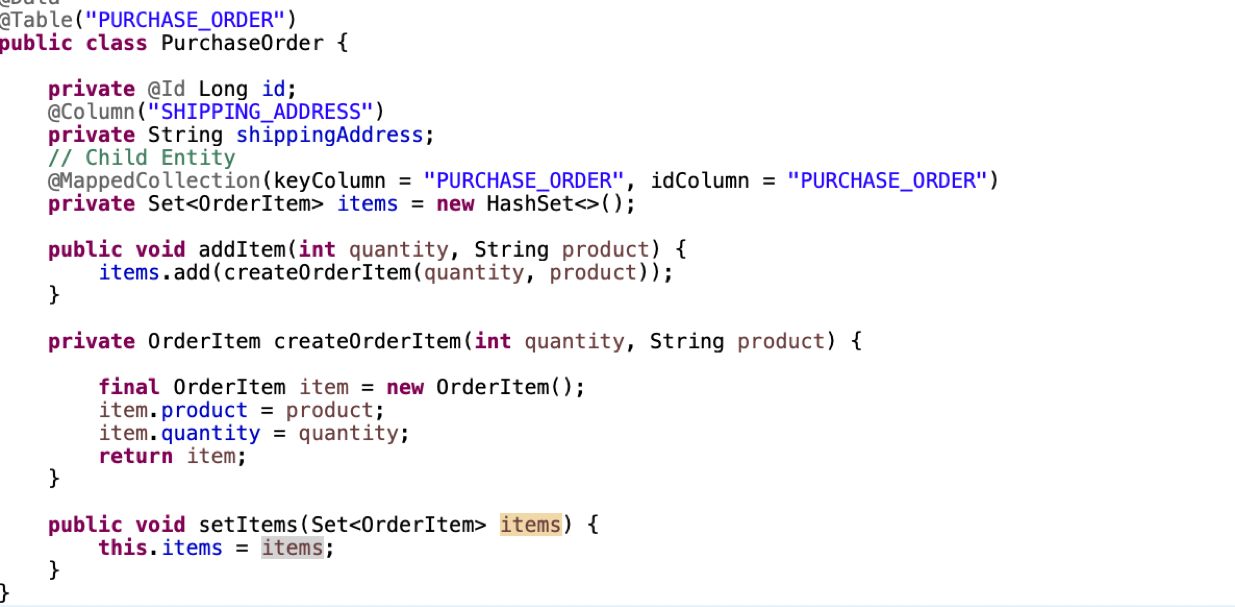 @Data
@Table("PURCHASE_ORDER")
public class PurchaseOrder {
private @Id Long id;
@Column("SHIPPING_ADDRESS")
private String shippingAddress;
// Child Entity
@MappedCollection(keyColumn = "PURCHASE_ORDER", idColumn = "PURCHASE_ORDER")
private Set<OrderItem> items = new HashSet<>();
public void addItem(int quantity, String product) {
items.add(createOrderItem(quantity, product));
}
private OrderItem createOrderItem(int quantity, String product) {
final OrderItem item = new OrderItem();
item.product = product;
item.quantity = quantity;
return item;
}
public void setItems(Set<OrderItem> items) {
this.items = items;
}
}